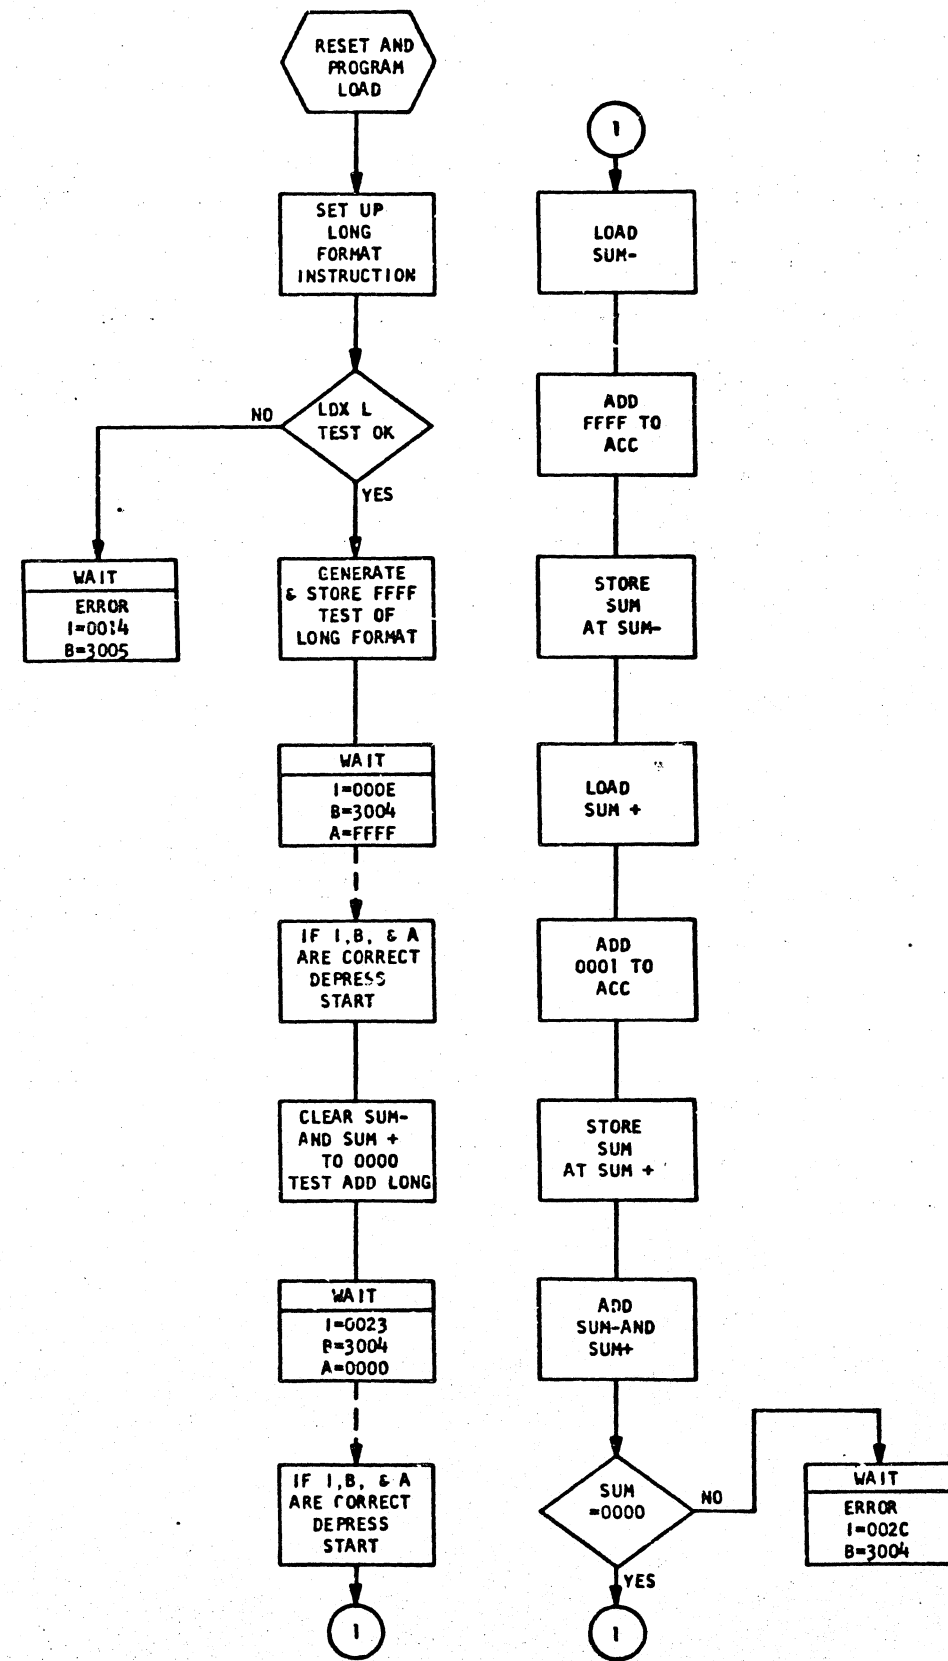 RESET AND
PROGRAM
LOAD
SET UP
LONG
FORMAT
INSTRUCTION
LDX L
TEST OK
NO
YES
WAIT
ERROR
I=0014
B=3005
GENERATE
& STORE FFFF
TEST OF
LONG FORMAT
WAIT
I=000E
B=3004
A=FFFF
IF I,B, & A
ARE CORRECT
DEPRESS
START
CLEAR SUM-
AND SUM +
TO 0000
TEST ADD LONG
WAIT
I=0023
B=3004
A=0000
IF I,B, & A
ARE CORRECT
DEPRESS
START
1
1
LOAD
SUM-
ADD
FFFF TO
ACC
STORE
SUM
AT SUM-
LOAD
SUM +
ADD
0001 TO
ACC
STORE
SUM
AT SUM +
ADD
SUM-AND
SUM+
SUM
=0000
NO
YES
WAIT
ERROR
I=002C
B=3004
1